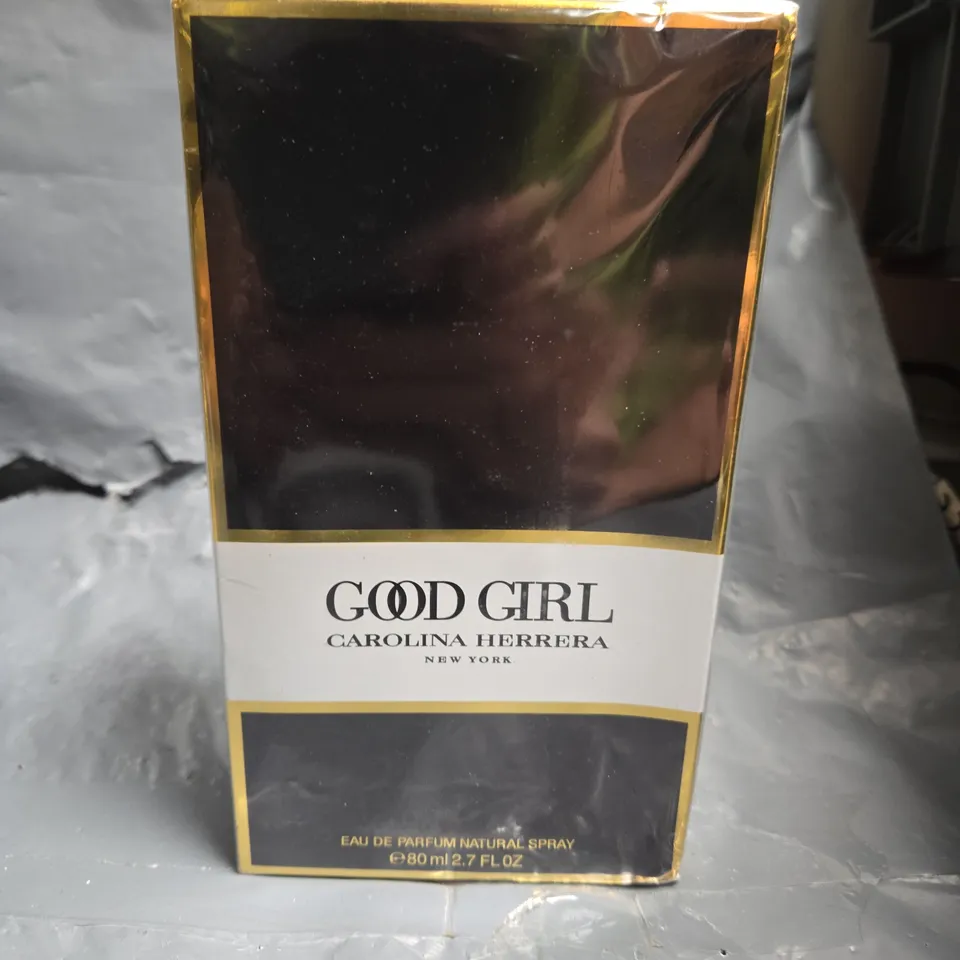 GOOD GIRL
CAROLINA HERRERA
NEW YORK
EAU DE PARFUM NATURAL SPRAY
℮80 ml 2.7 FL OZ